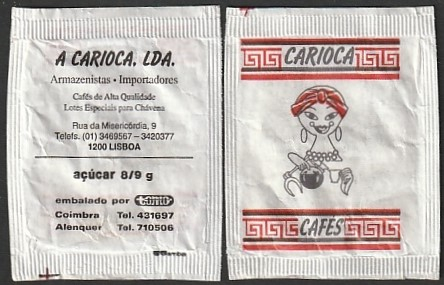 A CARIOCA, LDA.
Armazenistas · Importadores
Cafés de Alta Qualidade
Lotes Especiais para Chávena
Rua da Misericórdia, 9
Telefs. (01) 3469567 – 3420377
1200 LISBOA
açúcar 8/9 g
embalado por
Coimbra Tel. 431697
Alenquer Tel. 710506
CARIOCA
CAFÉS